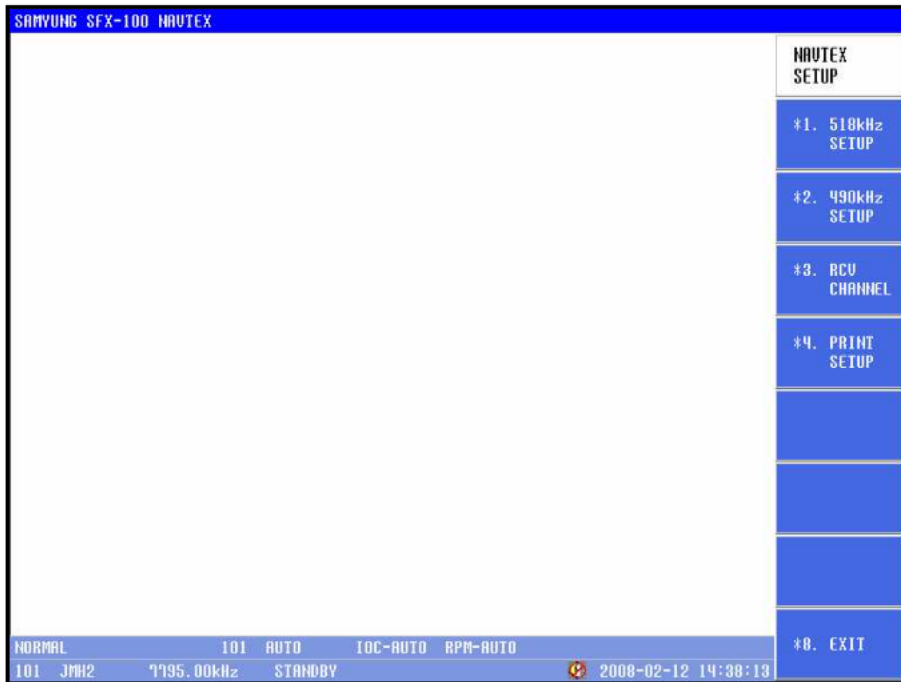 SAMYUNG SFX-100 NAVTEX
NAVTEX
SETUP
*1. 518kHz
SETUP
*2. 490kHz
SETUP
*3. RCV
CHANNEL
*4. PRINT
SETUP
*8. EXIT
NORMAL 101 AUTO IOC-AUTO RPM-AUTO
101 JMH2 7795.00kHz STANDBY 2008-02-12 14:38:13